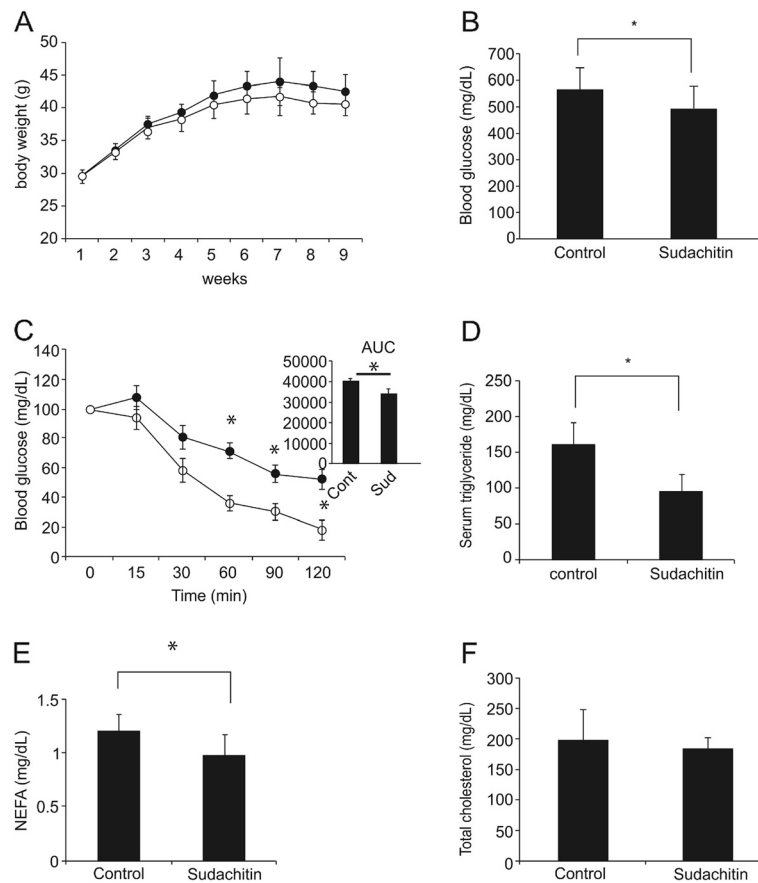 A
body weight (g)
50
45
40
35
30
25
20
1 2 3 4 5 6 7 8 9
weeks
B
*
Blood glucose (mg/dL)
700
600
500
400
300
200
100
0
Control Sudachitin
C
Blood glucose (mg/dL)
140
120
100
80
60
40
20
0
* * *
0 15 30 60 90 120
Time (min)
AUC
*
50000
40000
30000
20000
10000
0
Cont Sud
D
*
Serum triglyceride (mg/dL)
250
200
150
100
50
0
control Sudachitin
E
*
NEFA (mg/dL)
1.5
1
0.5
0
Control Sudachitin
F
Total cholesterol (mg/dL)
300
250
200
150
100
50
0
Control Sudachitin